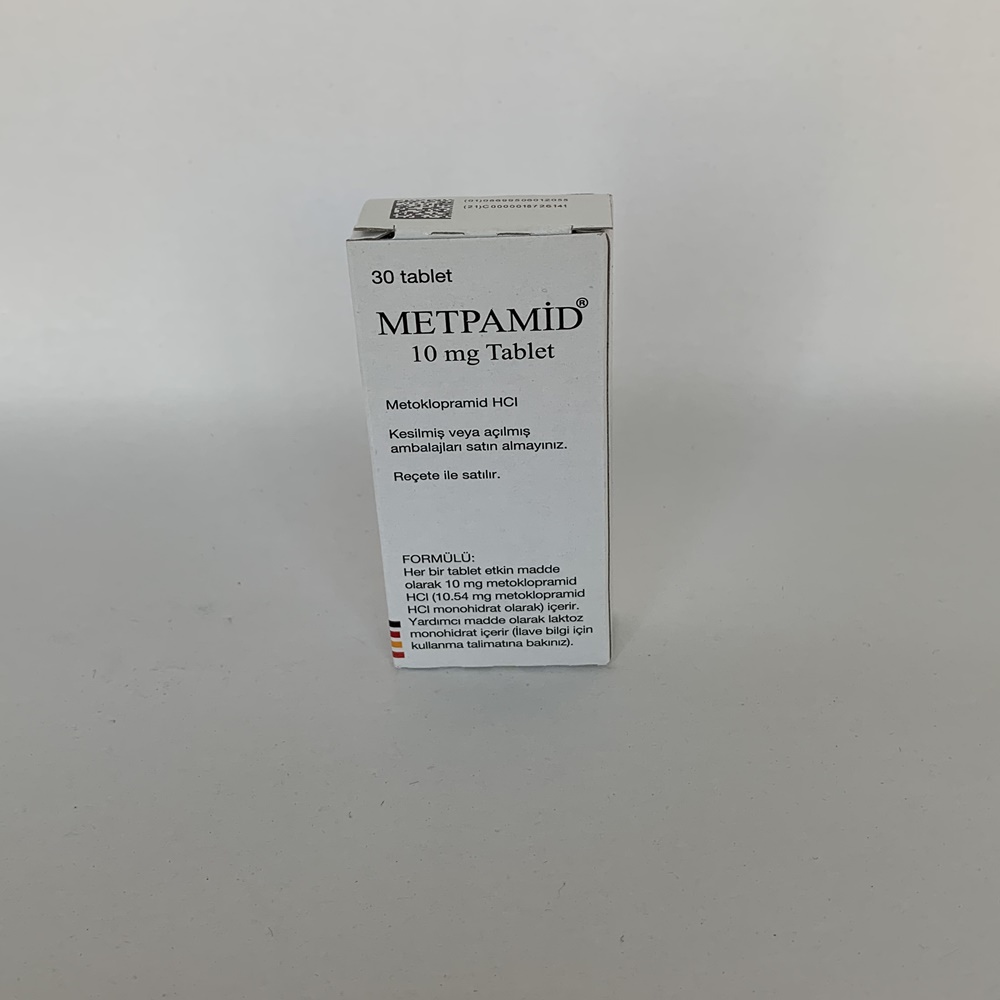 (21)C0000018726141
30 tablet
METPAMİD®
10 mg Tablet
Metoklopramid HCl
Kesilmiş veya açılmış
ambalajları satın almayınız.
Reçete ile satılır.
FORMÜLÜ:
Her bir tablet etkin madde
olarak 10 mg metoklopramid
HCl (10.54 mg metoklopramid
HCl monohidrat olarak) içerir.
Yardımcı madde olarak laktoz
monohidrat içerir (İlave bilgi için
kullanma talimatına bakınız).